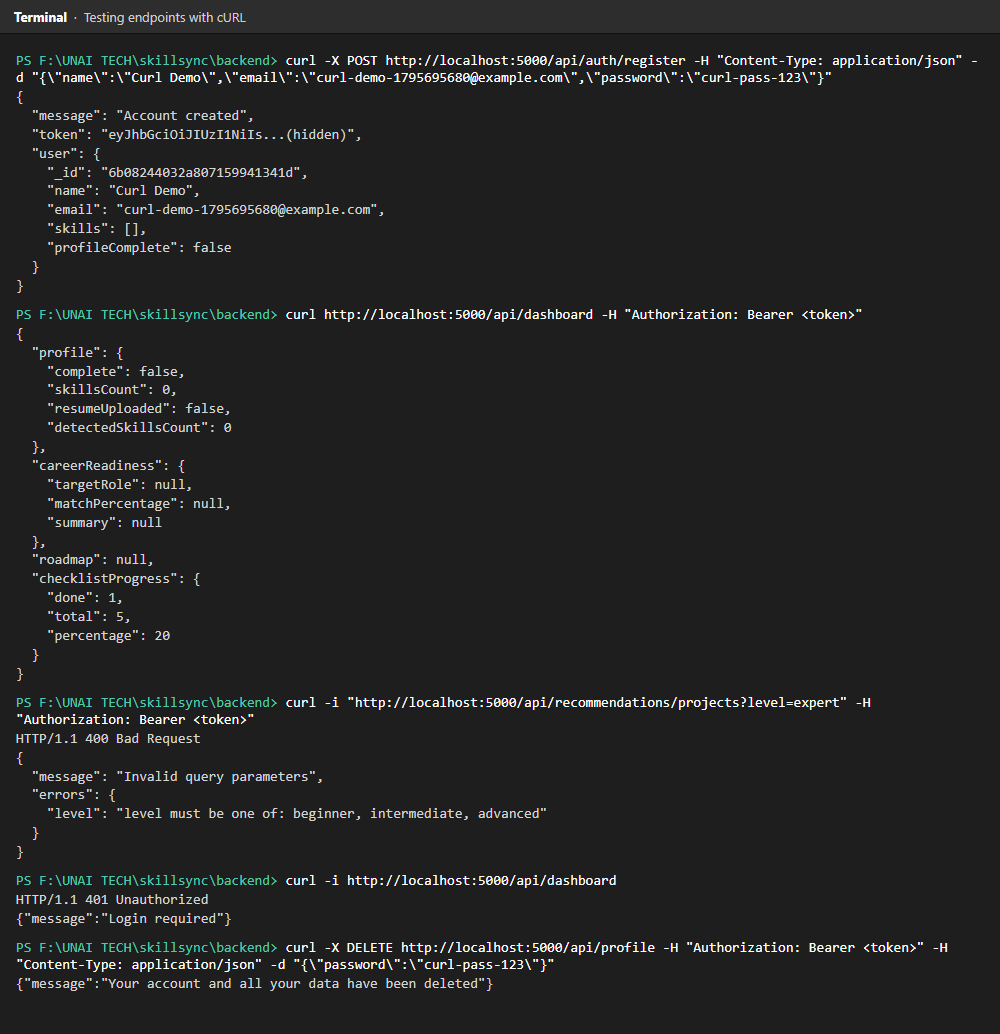 Terminal · Testing endpoints with cURL
PS F:\UNAI TECH\skillsync\backend> curl -X POST http://localhost:5000/api/auth/register -H "Content-Type: application/json" -
d "{\"name\":\"Curl Demo\",\"email\":\"curl-demo-1795695680@example.com\",\"password\":\"curl-pass-123\"}"
{
  "message": "Account created",
  "token": "eyJhbGciOiJIUzI1NiIs...(hidden)",
  "user": {
    "_id": "6b08244032a807159941341d",
    "name": "Curl Demo",
    "email": "curl-demo-1795695680@example.com",
    "skills": [],
    "profileComplete": false
  }
}
PS F:\UNAI TECH\skillsync\backend> curl http://localhost:5000/api/dashboard -H "Authorization: Bearer <token>"
{
  "profile": {
    "complete": false,
    "skillsCount": 0,
    "resumeUploaded": false,
    "detectedSkillsCount": 0
  },
  "careerReadiness": {
    "targetRole": null,
    "matchPercentage": null,
    "summary": null
  },
  "roadmap": null,
  "checklistProgress": {
    "done": 1,
    "total": 5,
    "percentage": 20
  }
}
PS F:\UNAI TECH\skillsync\backend> curl -i "http://localhost:5000/api/recommendations/projects?level=expert" -H
"Authorization: Bearer <token>"
HTTP/1.1 400 Bad Request
{
  "message": "Invalid query parameters",
  "errors": {
    "level": "level must be one of: beginner, intermediate, advanced"
  }
}
PS F:\UNAI TECH\skillsync\backend> curl -i http://localhost:5000/api/dashboard
HTTP/1.1 401 Unauthorized
{"message":"Login required"}
PS F:\UNAI TECH\skillsync\backend> curl -X DELETE http://localhost:5000/api/profile -H "Authorization: Bearer <token>" -H
"Content-Type: application/json" -d "{\"password\":\"curl-pass-123\"}"
{"message":"Your account and all your data have been deleted"}